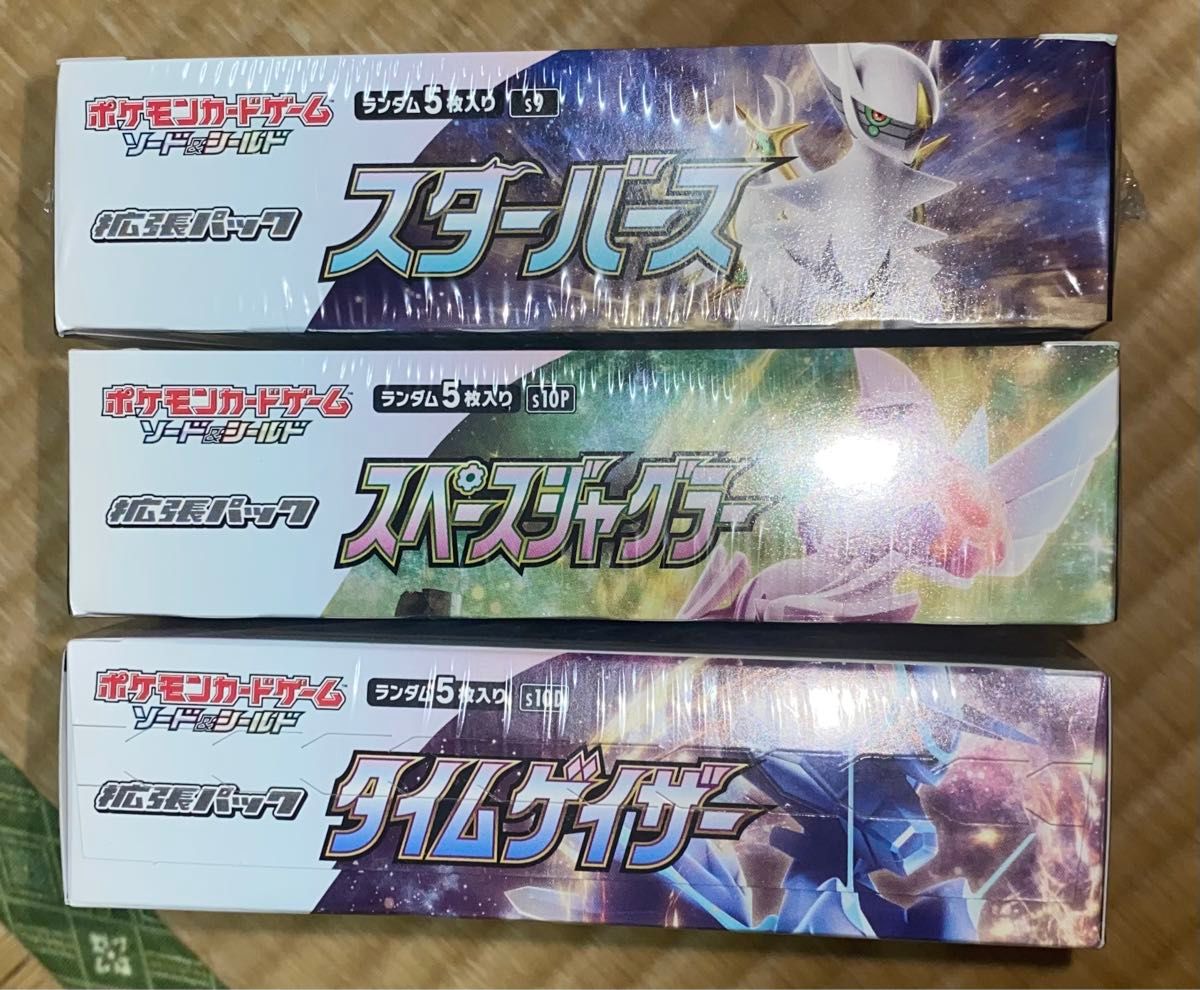 ポケモンカードゲーム
ソード&シールド
ランダム5枚入り S9
拡張パック
スターバース
ポケモンカードゲーム
ソード&シールド
ランダム5枚入り S10P
拡張パック
スペースジャグラー
ポケモンカードゲーム
ソード&シールド
ランダム5枚入り S10D
拡張パック
タイムゲイザー